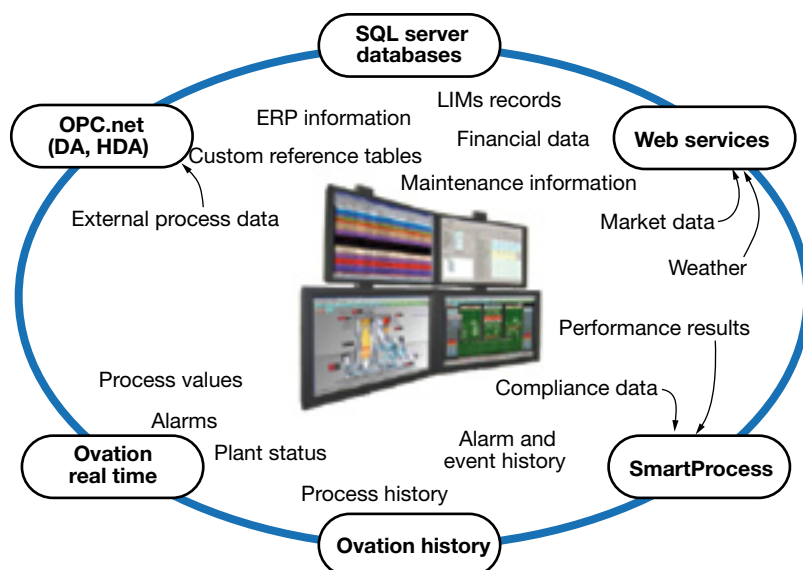 SQL server
databases
LIMs records
ERP information
OPC.net
(DA, HDA)
Financial data
Web services
Custom reference tables
Maintenance information
External process data
Market data
Weather
Performance results
Process values
Compliance data
Alarms
Alarm and
event history
Plant status
Ovation
real time
SmartProcess
Process history
Ovation history